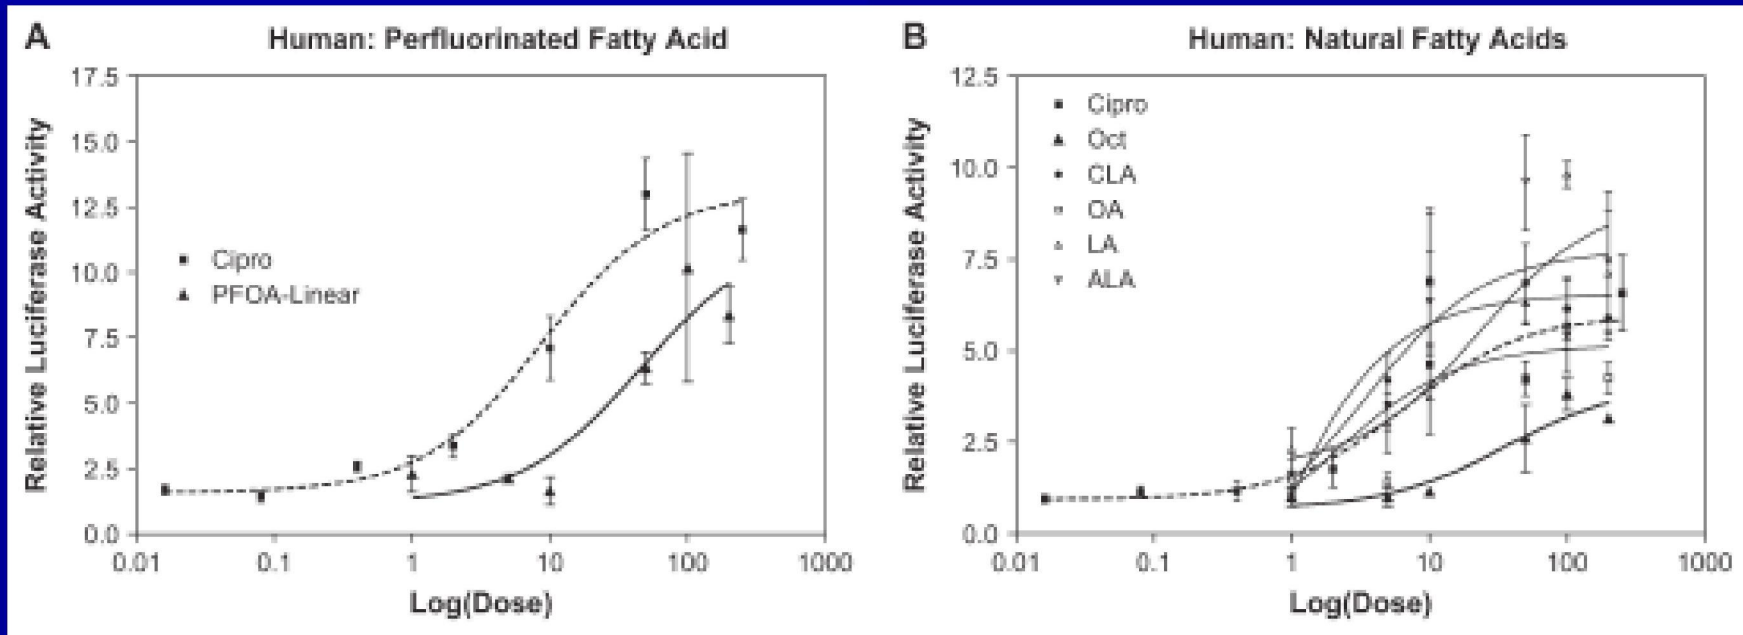 A
Human: Perfluorinated Fatty Acid
Relative Luciferase Activity
17.5
15.0
12.5
10.0
7.5
5.0
2.5
0.0
Cipro
PFOA-Linear
0.01 0.1 1 10 100 1000
Log(Dose)
B
Human: Natural Fatty Acids
Relative Luciferase Activity
12.5
10.0
7.5
5.0
2.5
0.0
Cipro
Oct
CLA
OA
LA
ALA
0.01 0.1 1 10 100 1000
Log(Dose)